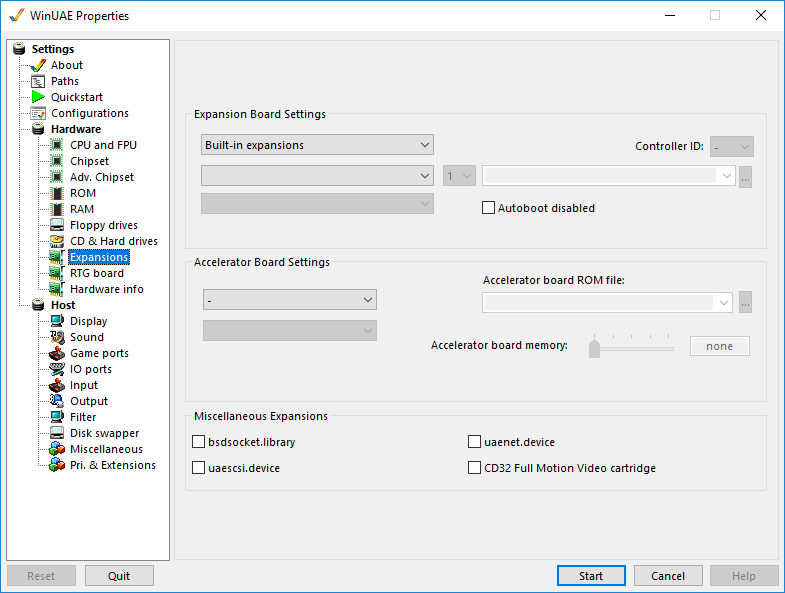 WinUAE Properties
Settings
About
Paths
Quickstart
Configurations
Hardware
CPU and FPU
Chipset
Adv. Chipset
ROM
RAM
Floppy drives
CD & Hard drives
Expansions
RTG board
Hardware info
Host
Display
Sound
Game ports
IO ports
Input
Output
Filter
Disk swapper
Miscellaneous
Pri. & Extensions
Expansion Board Settings
Built-in expansions
Controller ID: -
1
...
Autoboot disabled
Accelerator Board Settings
Accelerator board ROM file:
-
...
Accelerator board memory:
none
Miscellaneous Expansions
bsdsocket.library
uaenet.device
uaescsi.device
CD32 Full Motion Video cartridge
Reset
Quit
Start
Cancel
Help